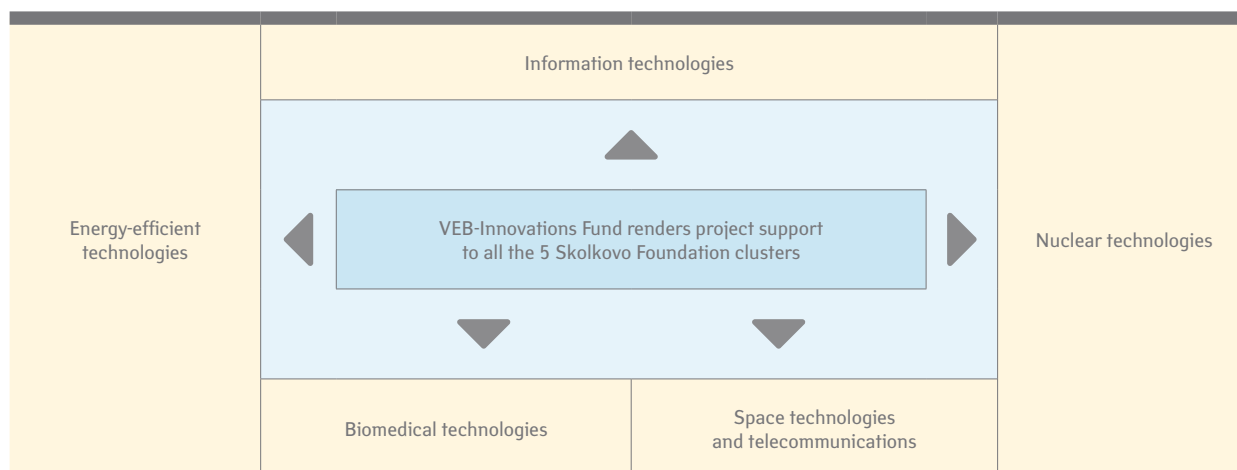 Information technologies
Energy-efficient
technologies
VEB-Innovations Fund renders project support
to all the 5 Skolkovo Foundation clusters
Nuclear technologies
Biomedical technologies
Space technologies
and telecommunications